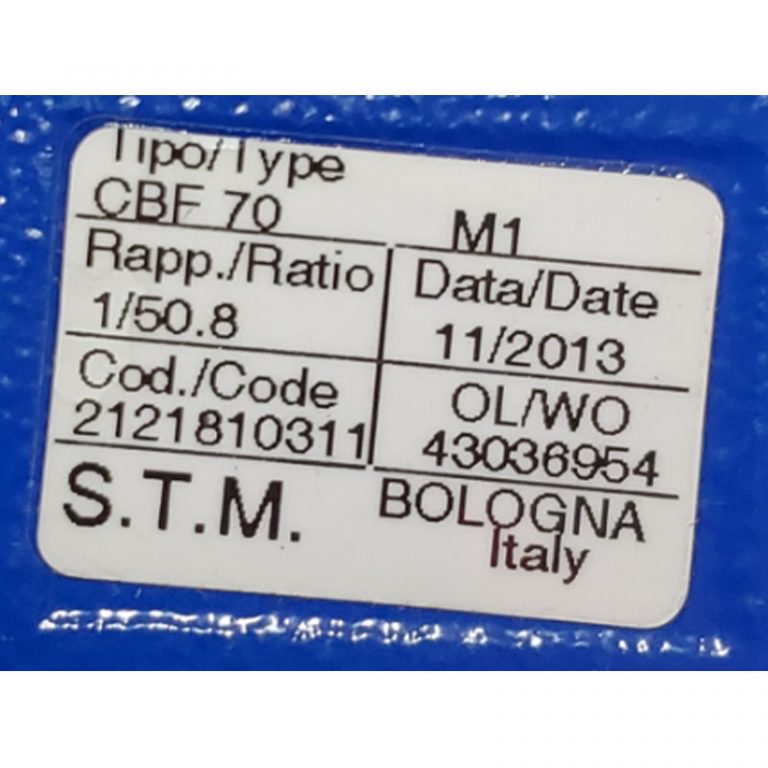 Tipo/Type
CBF 70 M1
Rapp./Ratio Data/Date
1/50.8 11/2013
Cod./Code OL/WO
2121810311 43036954
S.T.M. BOLOGNA
Italy